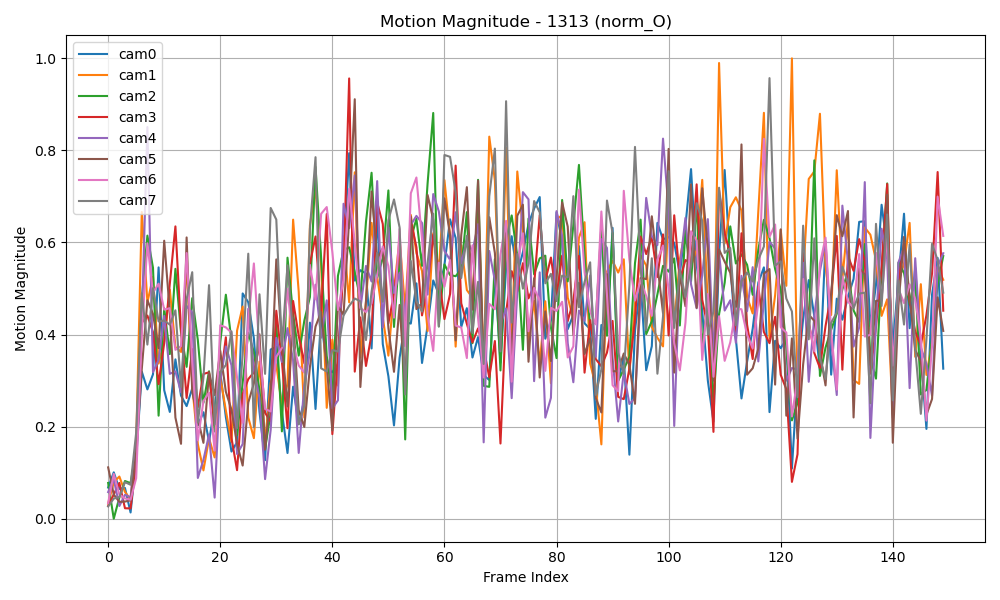 Motion Magnitude - 1313 (norm_O)
Motion Magnitude
1.0
0.8
0.6
0.4
0.2
0.0
cam0
cam1
cam2
cam3
cam4
cam5
cam6
cam7
0 20 40 60 80 100 120 140
Frame Index